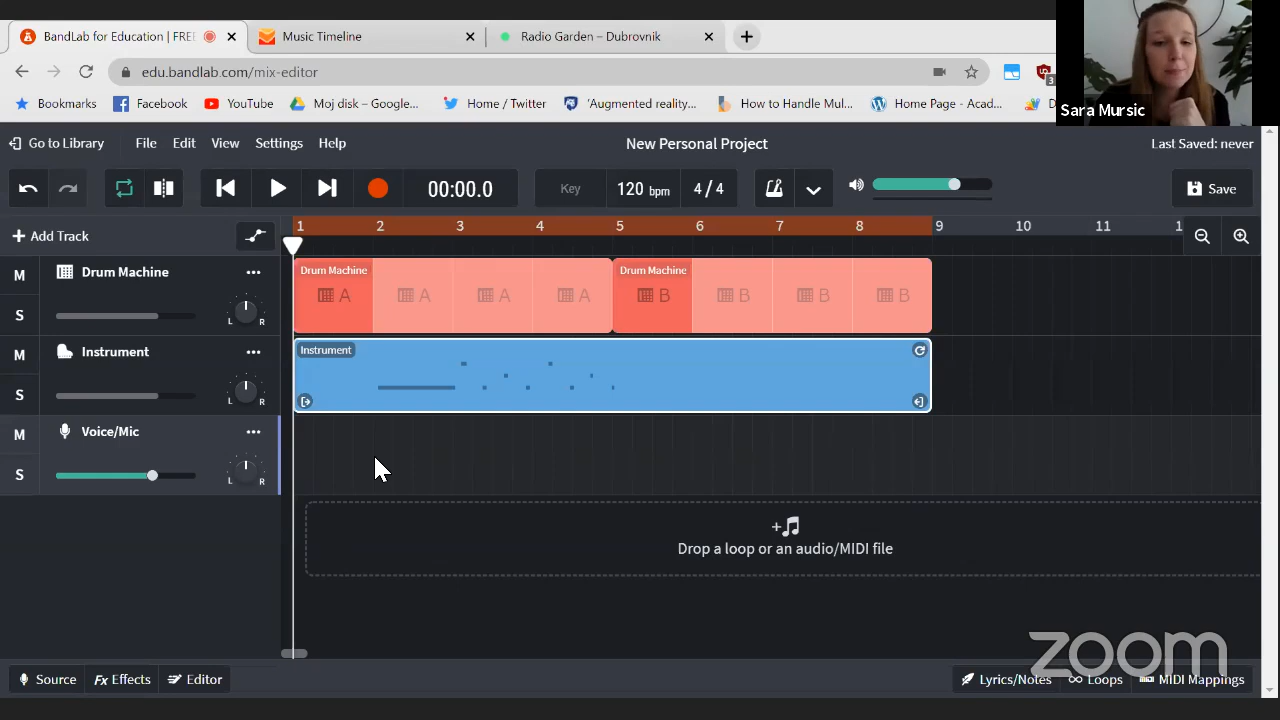 BandLab for Education | FREE
Music Timeline
Radio Garden – Dubrovnik
edu.bandlab.com/mix-editor
3
Bookmarks
Facebook
YouTube
Moj disk – Google...
Home / Twitter
'Augmented reality...
How to Handle Mul...
Home Page - Acad...
D
Sara Mursic
Go to Library
File
Edit
View
Settings
Help
New Personal Project
Last Saved: never
00:00.0
Key
120 bpm
4 / 4
Save
Add Track
1 2 3 4 5 6 7 8 9 10 11 1
M
S
Drum Machine
L R
Drum Machine
A A A A
Drum Machine
B B B B
M
S
Instrument
L R
Instrument
M
S
Voice/Mic
L R
Drop a loop or an audio/MIDI file
zoom
Source
Fx Effects
Editor
Lyrics/Notes
Loops
MIDI Mappings